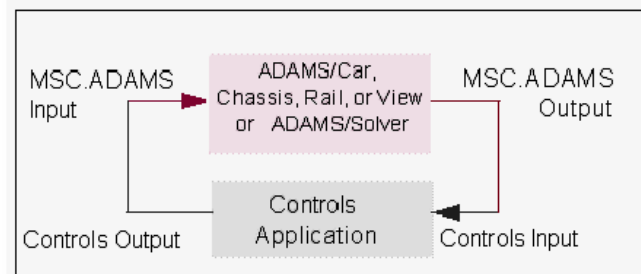 MSC.ADAMS
Input
ADAMS/Car,
Chassis, Rail, or View
or ADAMS/Solver
MSC.ADAMS
Output
Controls Output
Controls
Application
Controls Input